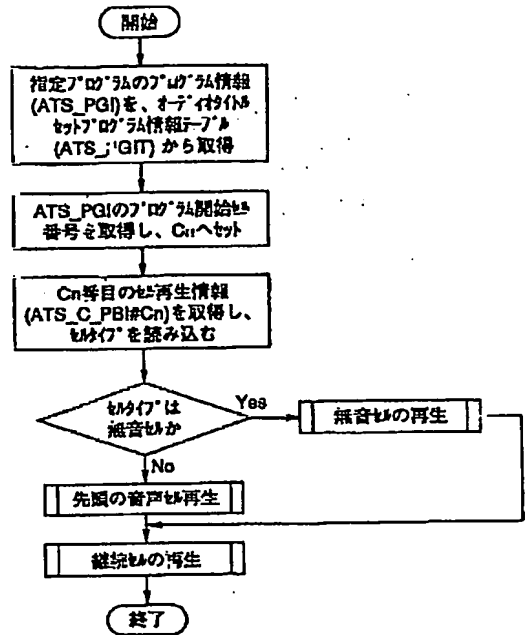 開始
指定プログラムのプログラム情報
(ATS_PGI)を、オーディオタイトル
セットプログラム情報テーブル
から取得
ATS_PGIのプログラム開始セル
番号を取得し、Cnへセット
Cn番目のセル再生情報
(ATS_C_PBI#Cn)を取得し、
セルタイプを読み込む
セルタイプは
無音セルか
Yes
無音セルの再生
No
先頭の音声セル再生
継続セルの再生
終了